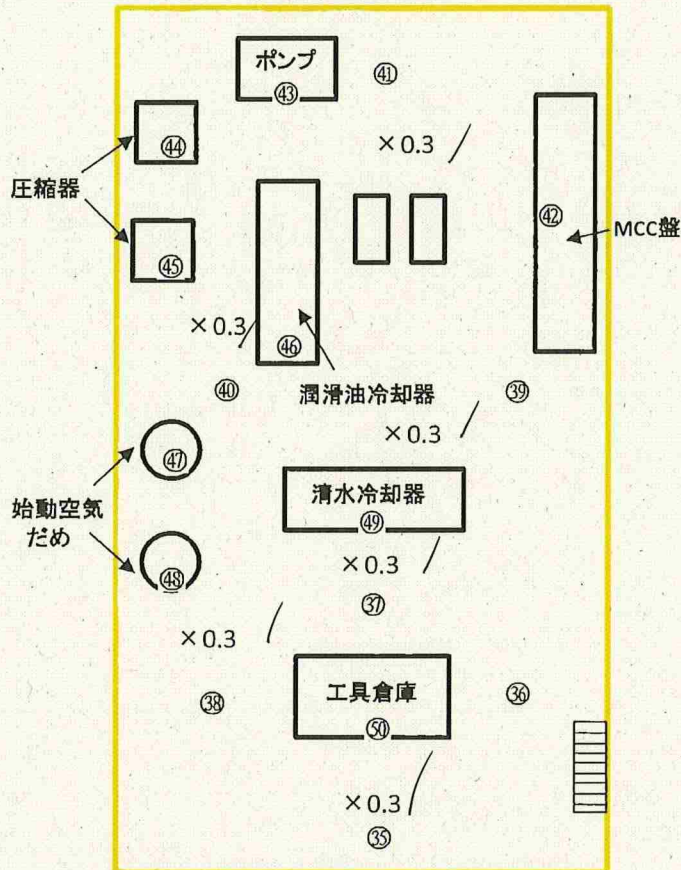 ポンプ
㊸
㊶
㊹
× 0.3
圧縮器
㊷
MCC盤
㊺
× 0.3
㊻
潤滑油冷却器
㊵
㊴
× 0.3
㊼
清水冷却器
始動空気
だめ
㊾
× 0.3
㊽
㊲
× 0.3
工具倉庫
㊱
㊳
㊿
× 0.3
㉟